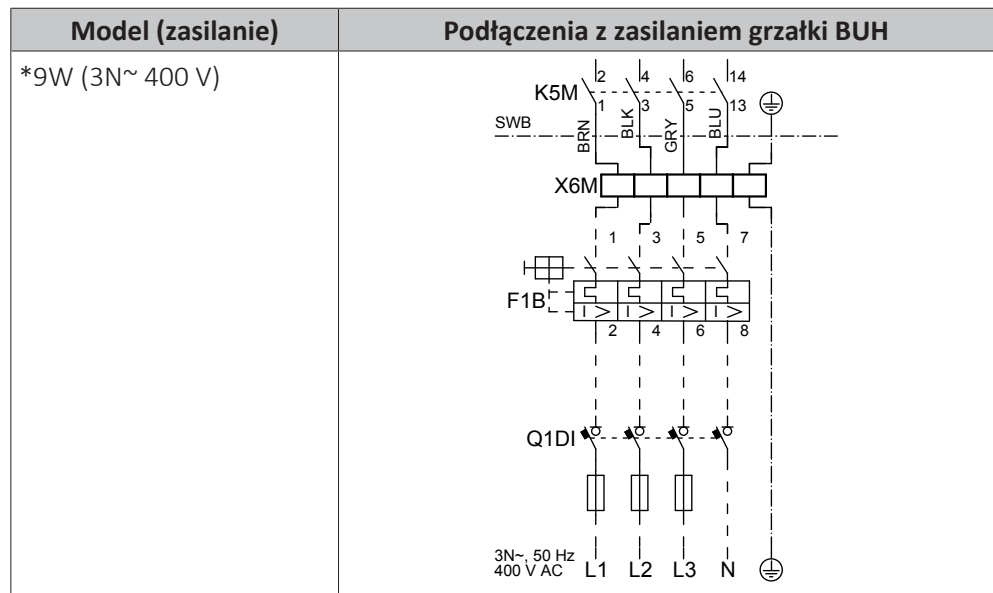 Model (zasilanie) Podłączenia z zasilaniem grzałki BUH
*9W (3N~ 400 V)
2 4 6 14
K5M
1 3 5 13
SWB
BRN BLK GRY BLU
X6M
1 3 5 7
F1B
I > I > I > I >
2 4 6 8
Q1DI
3N~, 50 Hz
400 V AC L1 L2 L3 N